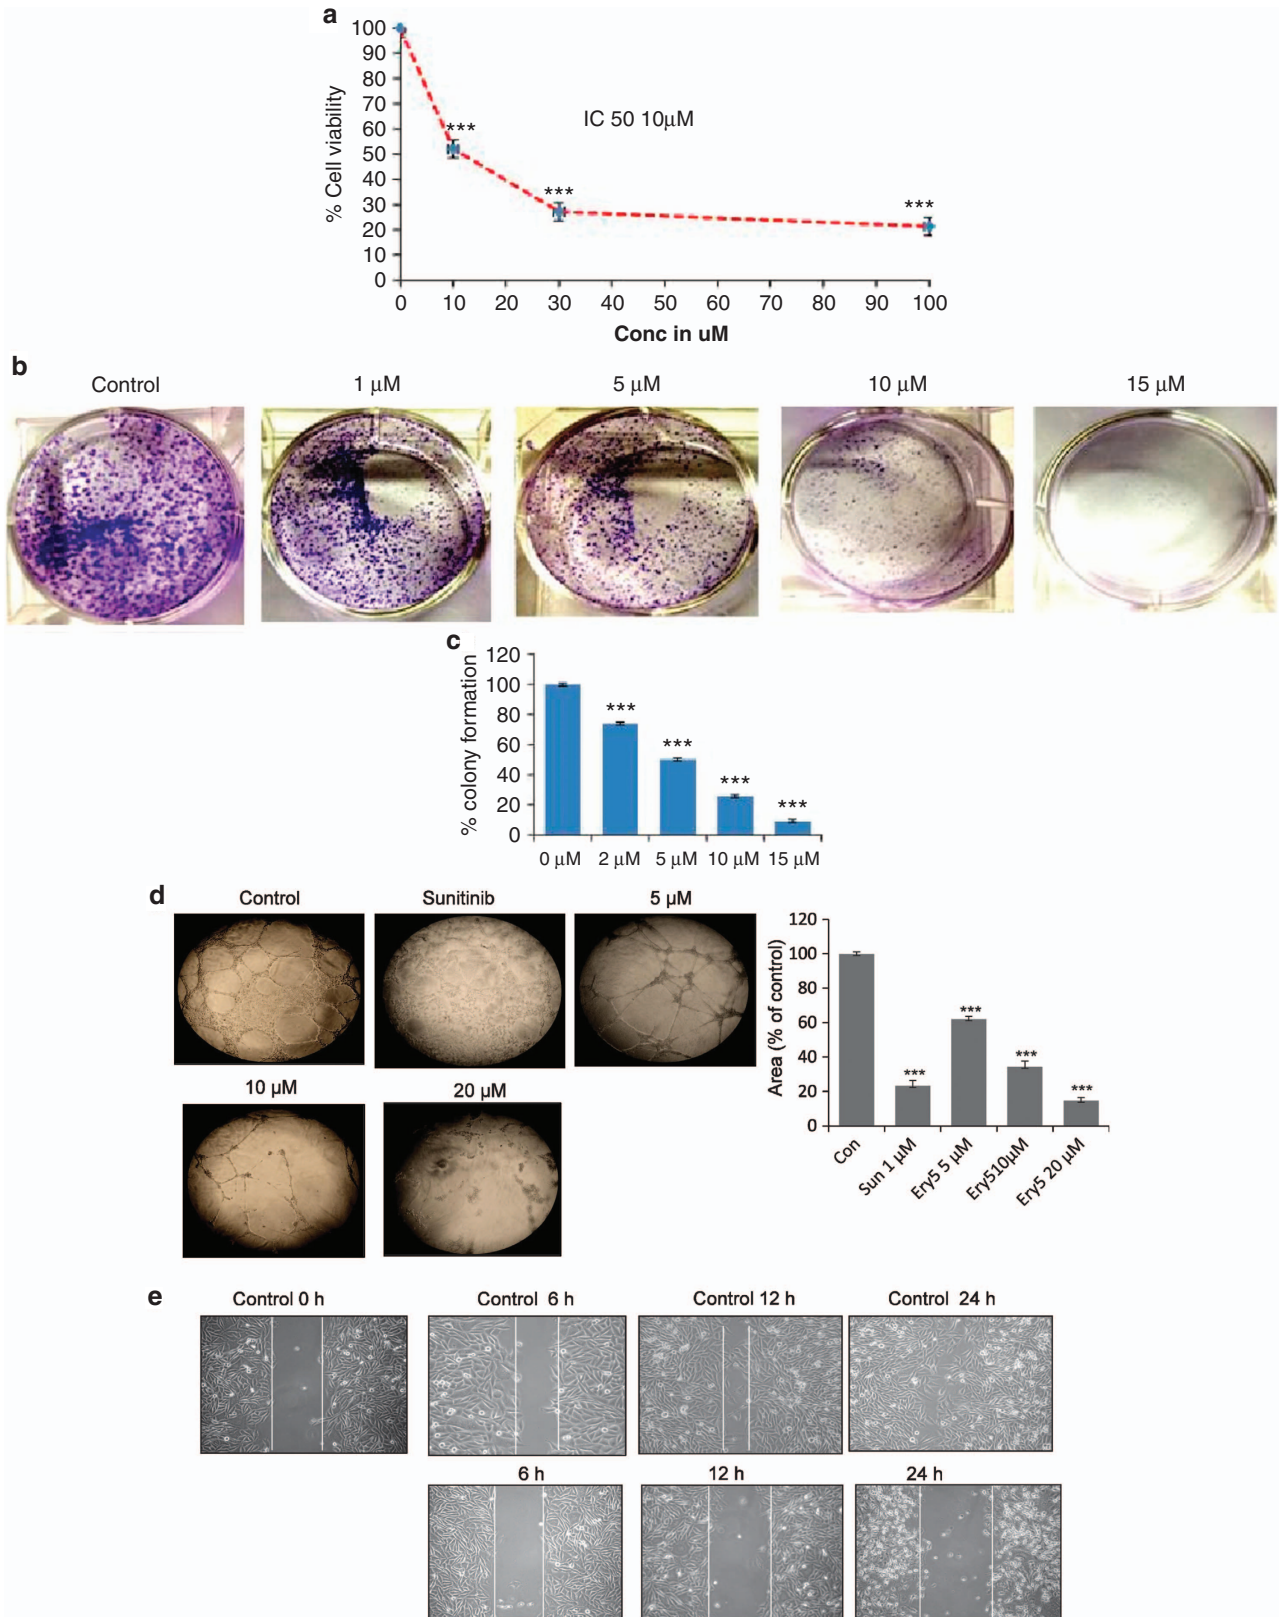 a
100
90
80
70
60
50
40
30
20
10
0
% Cell viability
***
***
***
IC 50 10μM
0 10 20 30 40 50 60 70 80 90 100
Conc in uM
b
Control 1 μM 5 μM 10 μM 15 μM
c
120
100
80
60
40
20
0
% colony formation
***
***
***
***
0 μM 2 μM 5 μM 10 μM 15 μM
d
Control Sunitinib 5 μM
10 μM 20 μM
120
100
80
60
40
20
0
Area (% of control)
***
***
***
***
Con
Sun 1 μM
Ery5 5 μM
Ery510μM
Ery5 20 μM
e
Control 0 h Control 6 h Control 12 h Control 24 h
6 h 12 h 24 h